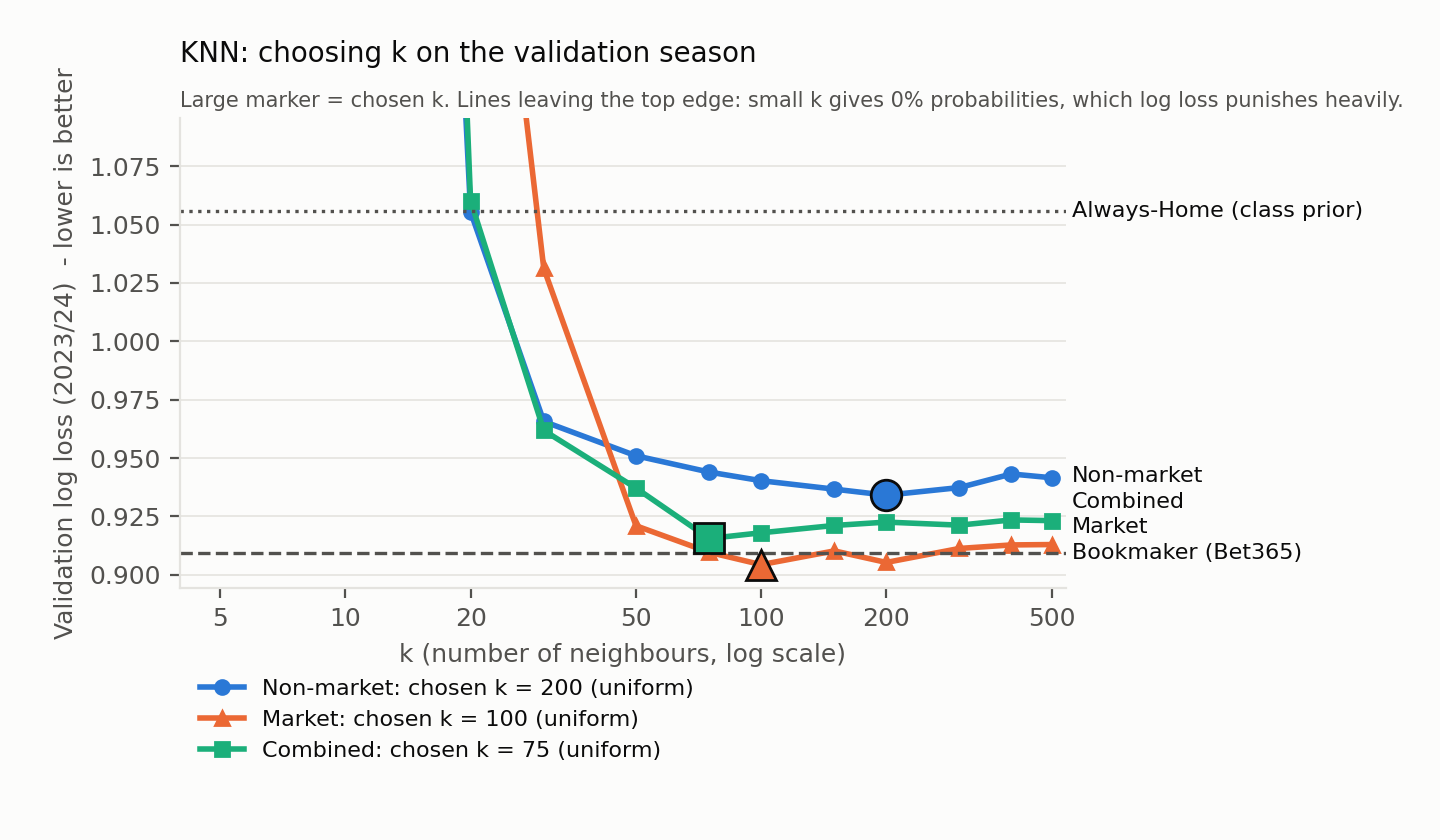 KNN: choosing k on the validation season
Large marker = chosen k. Lines leaving the top edge: small k gives 0% probabilities, which log loss punishes heavily.
Validation log loss (2023/24) - lower is better
1.075
1.050
1.025
1.000
0.975
0.950
0.925
0.900
Always-Home (class prior)
Non-market
Combined
Market
Bookmaker (Bet365)
5 10 20 50 100 200 500
k (number of neighbours, log scale)
Non-market: chosen k = 200 (uniform)
Market: chosen k = 100 (uniform)
Combined: chosen k = 75 (uniform)